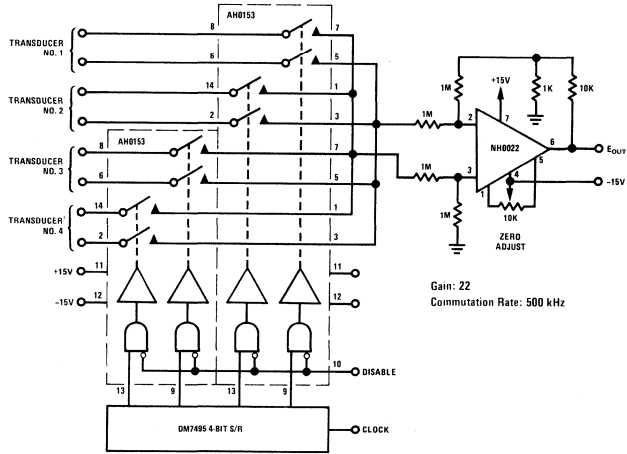 AH0153
8
7
TRANSDUCER
NO. 1
6
5
14
1
TRANSDUCER
NO. 2
2
3
AH0153
8
7
TRANSDUCER
NO. 3
6
5
14
1
TRANSDUCER
NO. 4
2
3
1M
1M
+15V
1K
10K
2
7
NH0022
6
EOUT
1M
3
5
4
-15V
1
10K
1M
ZERO
ADJUST
+15V
11
11
-15V
12
12
Gain: 22
Commutation Rate: 500 kHz
10
DISABLE
13
9
13
9
DM7495 4-BIT S/R
CLOCK